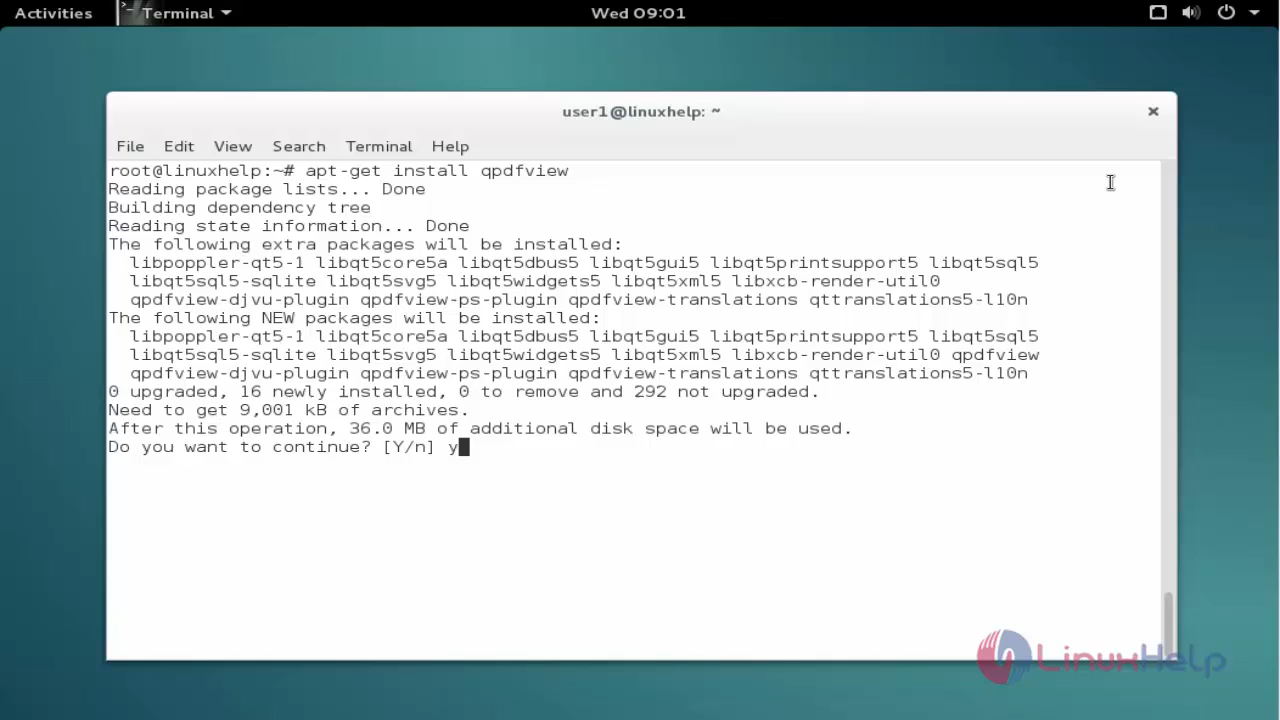 Activities Terminal Wed 09:01
user1@linuxhelp: ~
File Edit View Search Terminal Help
root@linuxhelp:~# apt-get install qpdfview
Reading package lists... Done
Building dependency tree
Reading state information... Done
The following extra packages will be installed:
libpoppler-qt5-1 libqt5core5a libqt5dbus5 libqt5gui5 libqt5printsupport5 libqt5sql5
libqt5sql5-sqlite libqt5svg5 libqt5widgets5 libqt5xml5 libxcb-render-util0
qpdfview-djvu-plugin qpdfview-ps-plugin qpdfview-translations qttranslations5-l10n
The following NEW packages will be installed:
libpoppler-qt5-1 libqt5core5a libqt5dbus5 libqt5gui5 libqt5printsupport5 libqt5sql5
libqt5sql5-sqlite libqt5svg5 libqt5widgets5 libqt5xml5 libxcb-render-util0 qpdfview
qpdfview-djvu-plugin qpdfview-ps-plugin qpdfview-translations qttranslations5-l10n
0 upgraded, 16 newly installed, 0 to remove and 292 not upgraded.
Need to get 9,001 kB of archives.
After this operation, 36.0 MB of additional disk space will be used.
Do you want to continue? [Y/n] y
LinuxHelp